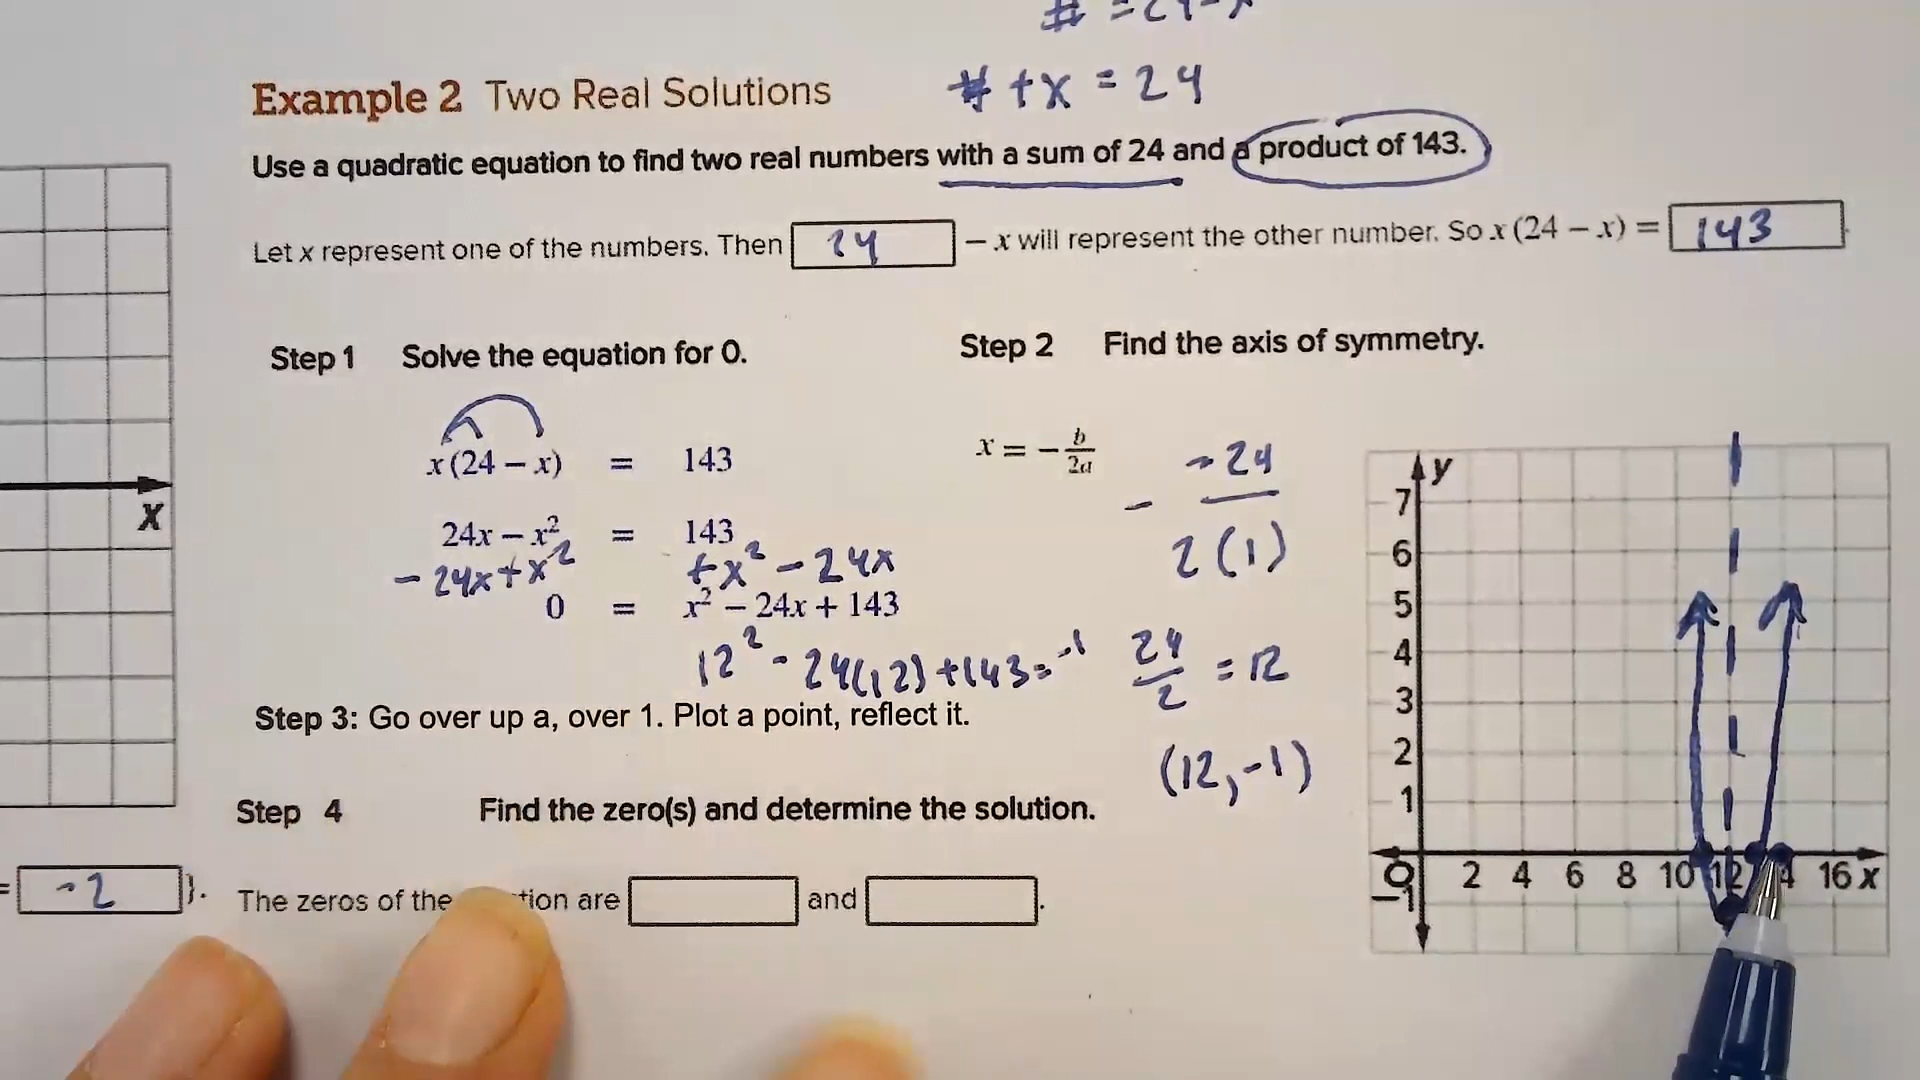 # = 24 - x
Example 2 Two Real Solutions
# + x = 24
Use a quadratic equation to find two real numbers with a sum of 24 and a product of 143.
Let x represent one of the numbers. Then 24 – x will represent the other number. So x (24 – x) = 143
Step 1 Solve the equation for 0.
x (24 – x) = 143
24x – x² = 143
- 24x + x² + x² - 24x
0 = x² – 24x + 143
12² - 24(12) + 143 = -1
Step 2 Find the axis of symmetry.
x = – b/2a
- -24/2(1)
24/2 = 12
(12, -1)
Step 3: Go over up a, over 1. Plot a point, reflect it.
Step 4 Find the zero(s) and determine the solution.
= -2 }.
The zeros of the tion are and .
x
y
7
6
5
4
3
2
1
O 2 4 6 8 10 12 14 16 x
–1